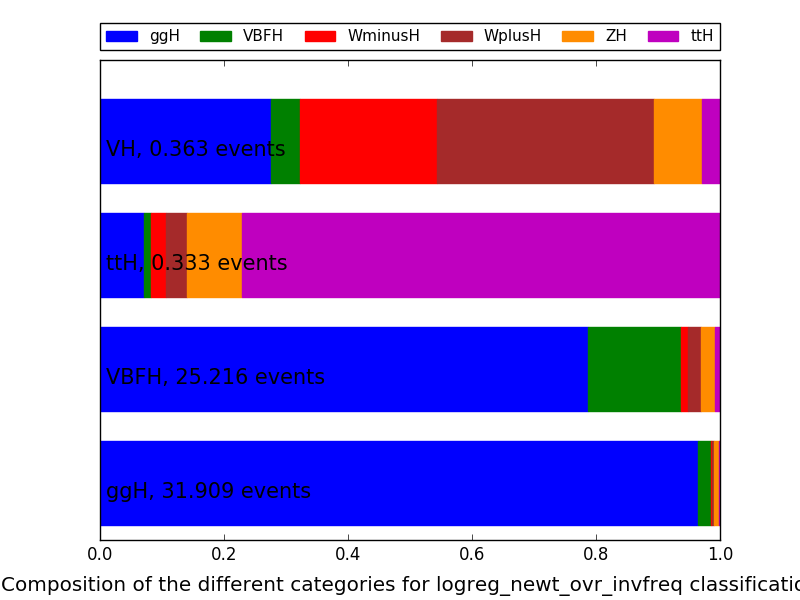 ggH VBFH WminusH WplusH ZH ttH
VH, 0.363 events
ttH, 0.333 events
VBFH, 25.216 events
ggH, 31.909 events
0.0 0.2 0.4 0.6 0.8 1.0
Composition of the different categories for logreg_newt_ovr_invfreq classificatio